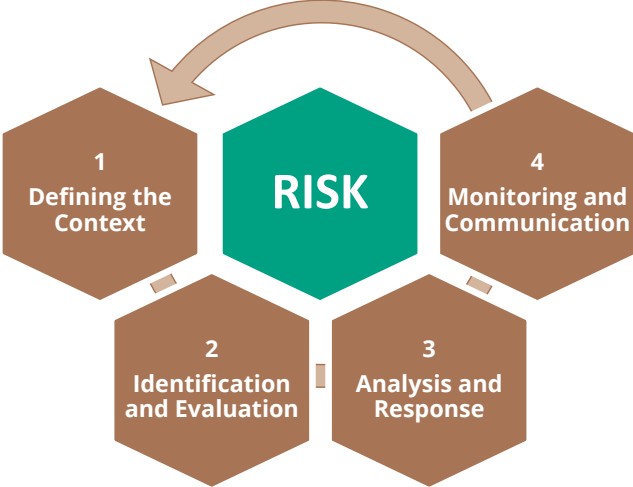 RISK
1
Defining the
Context
2
Identification
and Evaluation
3
Analysis and
Response
4
Monitoring and
Communication